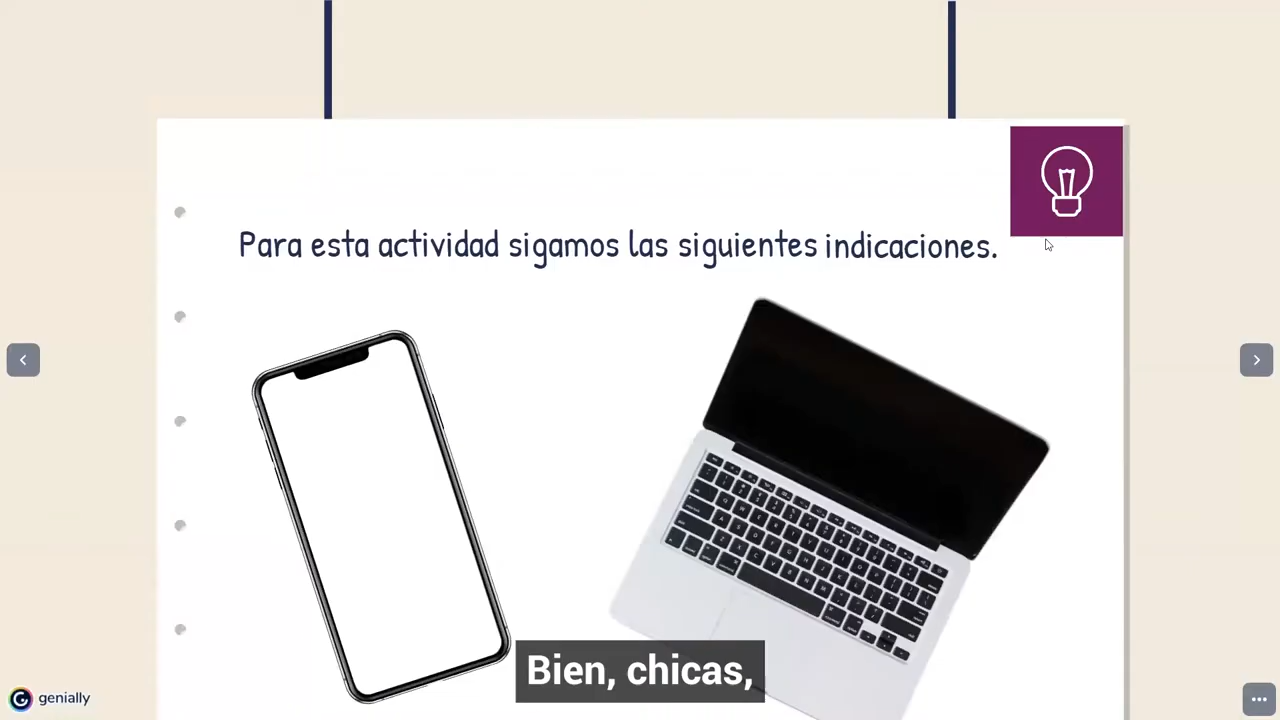 Para esta actividad sigamos las siguientes indicaciones.
Bien, chicas,
genially